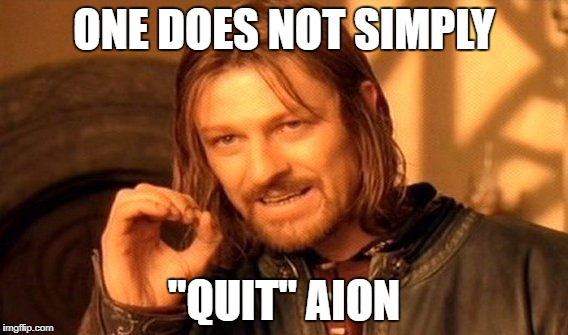 ONE DOES NOT SIMPLY
"QUIT" AION
imgflip.com